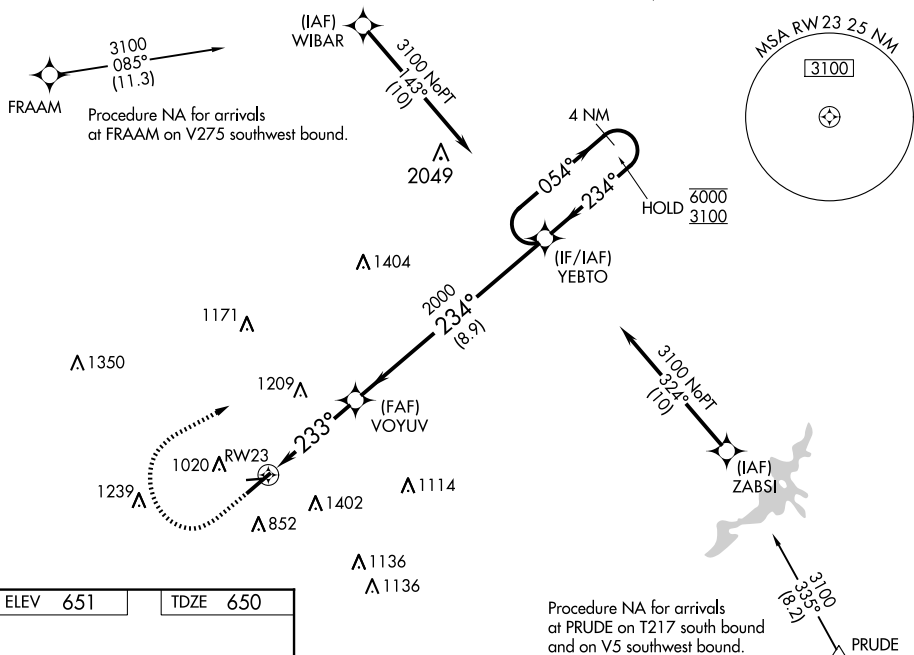 (IAF)
WIBAR
3100
085°
(11.3)
FRAAM
Procedure NA for arrivals
at FRAAM on V275 southwest bound.
3100 NoPT
143°
(10)
2049
MSA RW23 25 NM
3100
4 NM
054°
234°
HOLD 6000
3100
(IF/IAF)
YEBTO
1404
2000
234°
(8.9)
1171
1350
1209
(FAF)
VOYUV
233°
3100 NoPT
324°
(10)
(IAF)
ZABSI
1020
RW23
1239
1114
1402
852
1136
1136
3100
335°
(8.2)
PRUDE
Procedure NA for arrivals
at PRUDE on T217 south bound
and on V5 southwest bound.
ELEV 651
TDZE 650